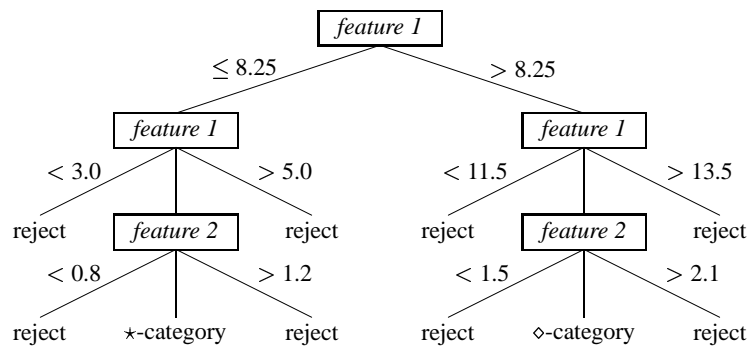 feature 1
≤ 8.25 > 8.25
feature 1 feature 1
< 3.0 > 5.0 < 11.5 > 13.5
reject feature 2 reject reject feature 2 reject
< 0.8 > 1.2 < 1.5 > 2.1
reject ⋆-category reject reject ⋄-category reject